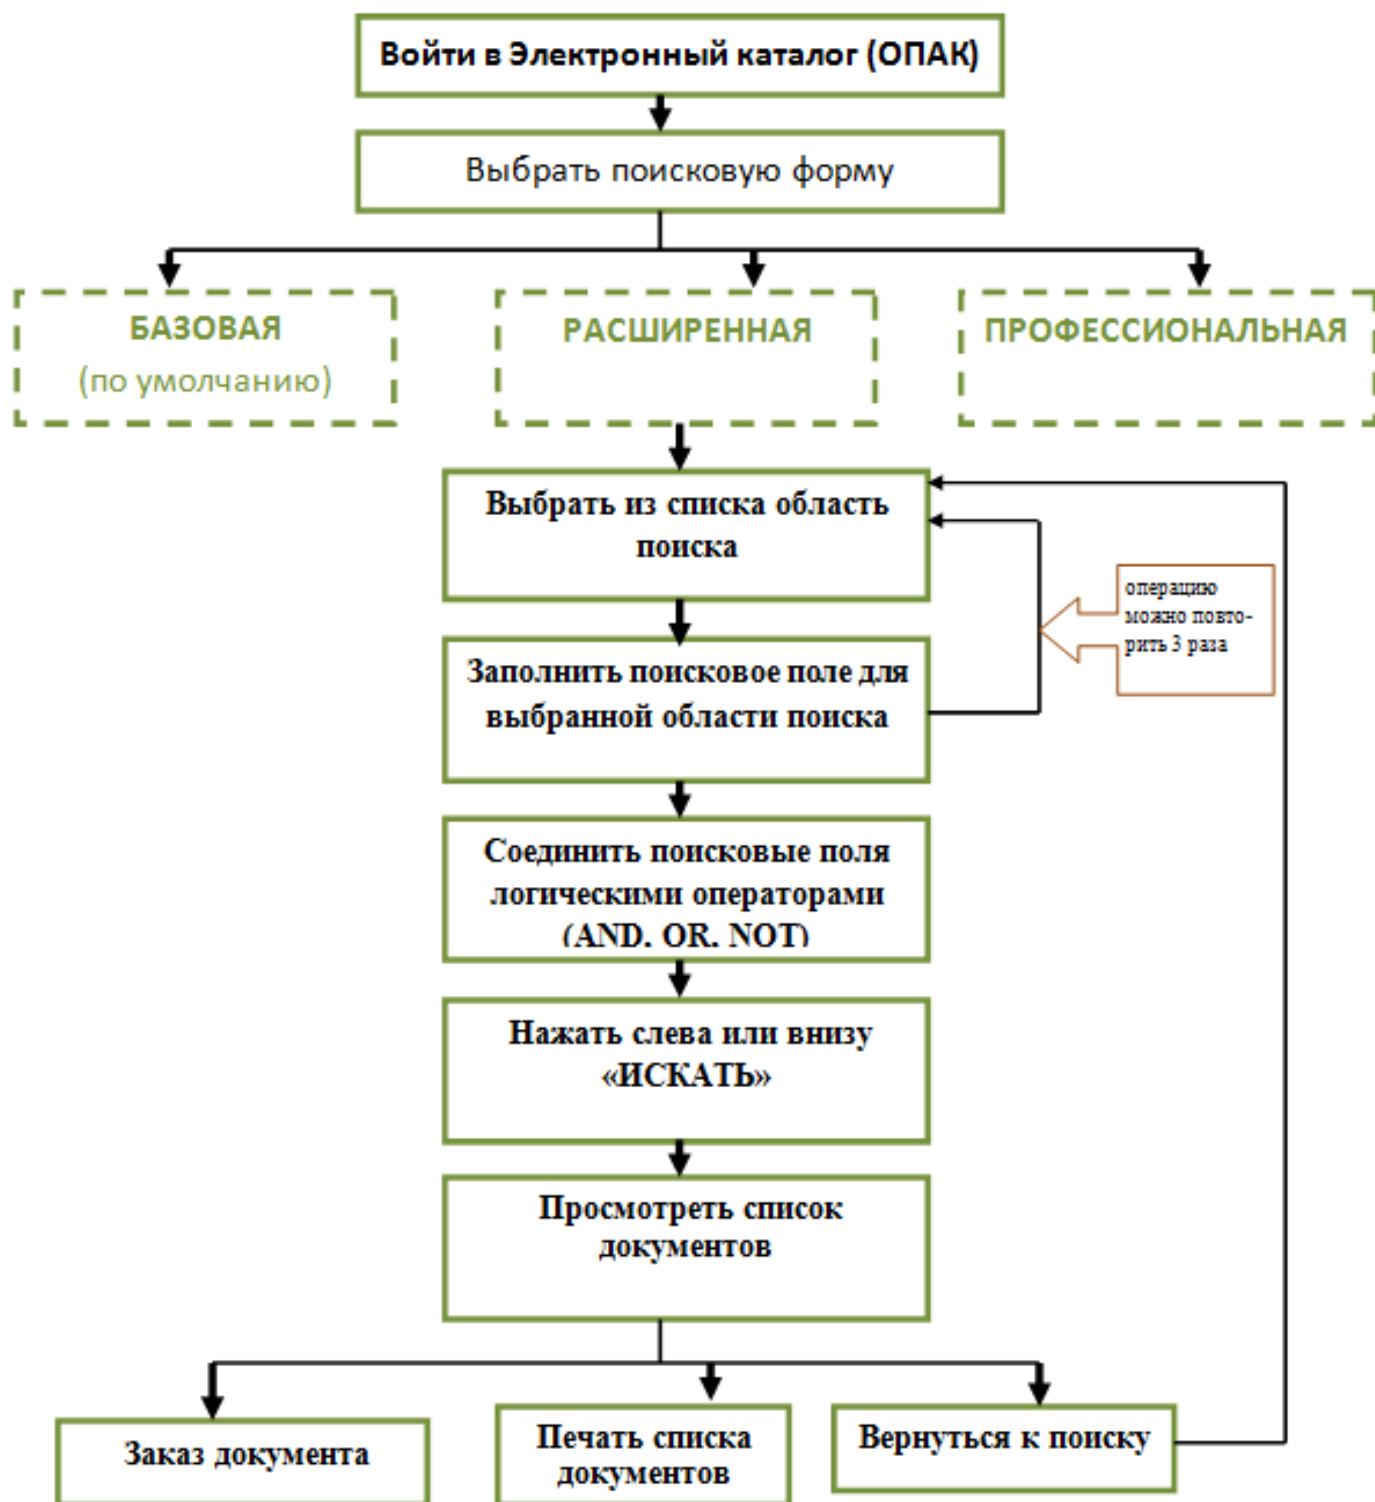 Войти в Электронный каталог (ОПАК)
Выбрать поисковую форму
БАЗОВАЯ
(по умолчанию)
РАСШИРЕННАЯ
ПРОФЕССИОНАЛЬНАЯ
Выбрать из списка область
поиска
операцию
можно повто-
рить 3 раза
Заполнить поисковое поле для
выбранной области поиска
Соединить поисковые поля
логическими операторами
(AND, OR, NOT)
Нажать слева или внизу
«ИСКАТЬ»
Просмотреть список
документов
Заказ документа
Печать списка
документов
Вернуться к поиску